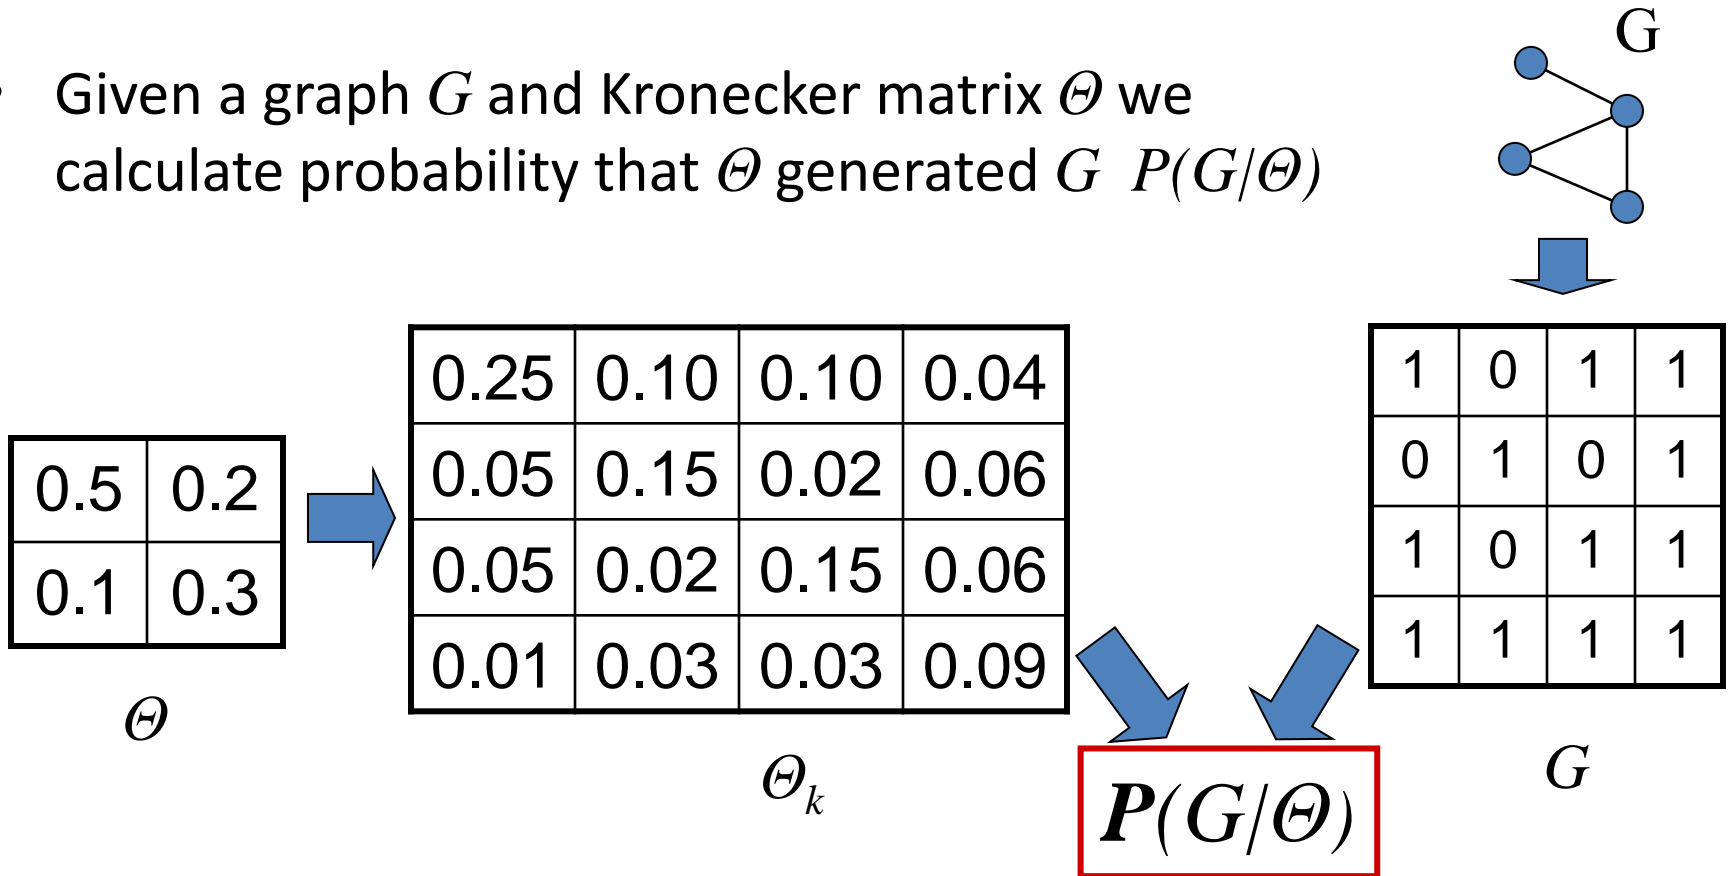 G
• Given a graph G and Kronecker matrix Θ we
calculate probability that Θ generated G P(G/Θ)
0.25 0.10 0.10 0.04
0.05 0.15 0.02 0.06
0.05 0.02 0.15 0.06
0.01 0.03 0.03 0.09
1 0 1 1
0 1 0 1
1 0 1 1
1 1 1 1
0.5 0.2
0.1 0.3
Θ
Θk
G
P(G/Θ)